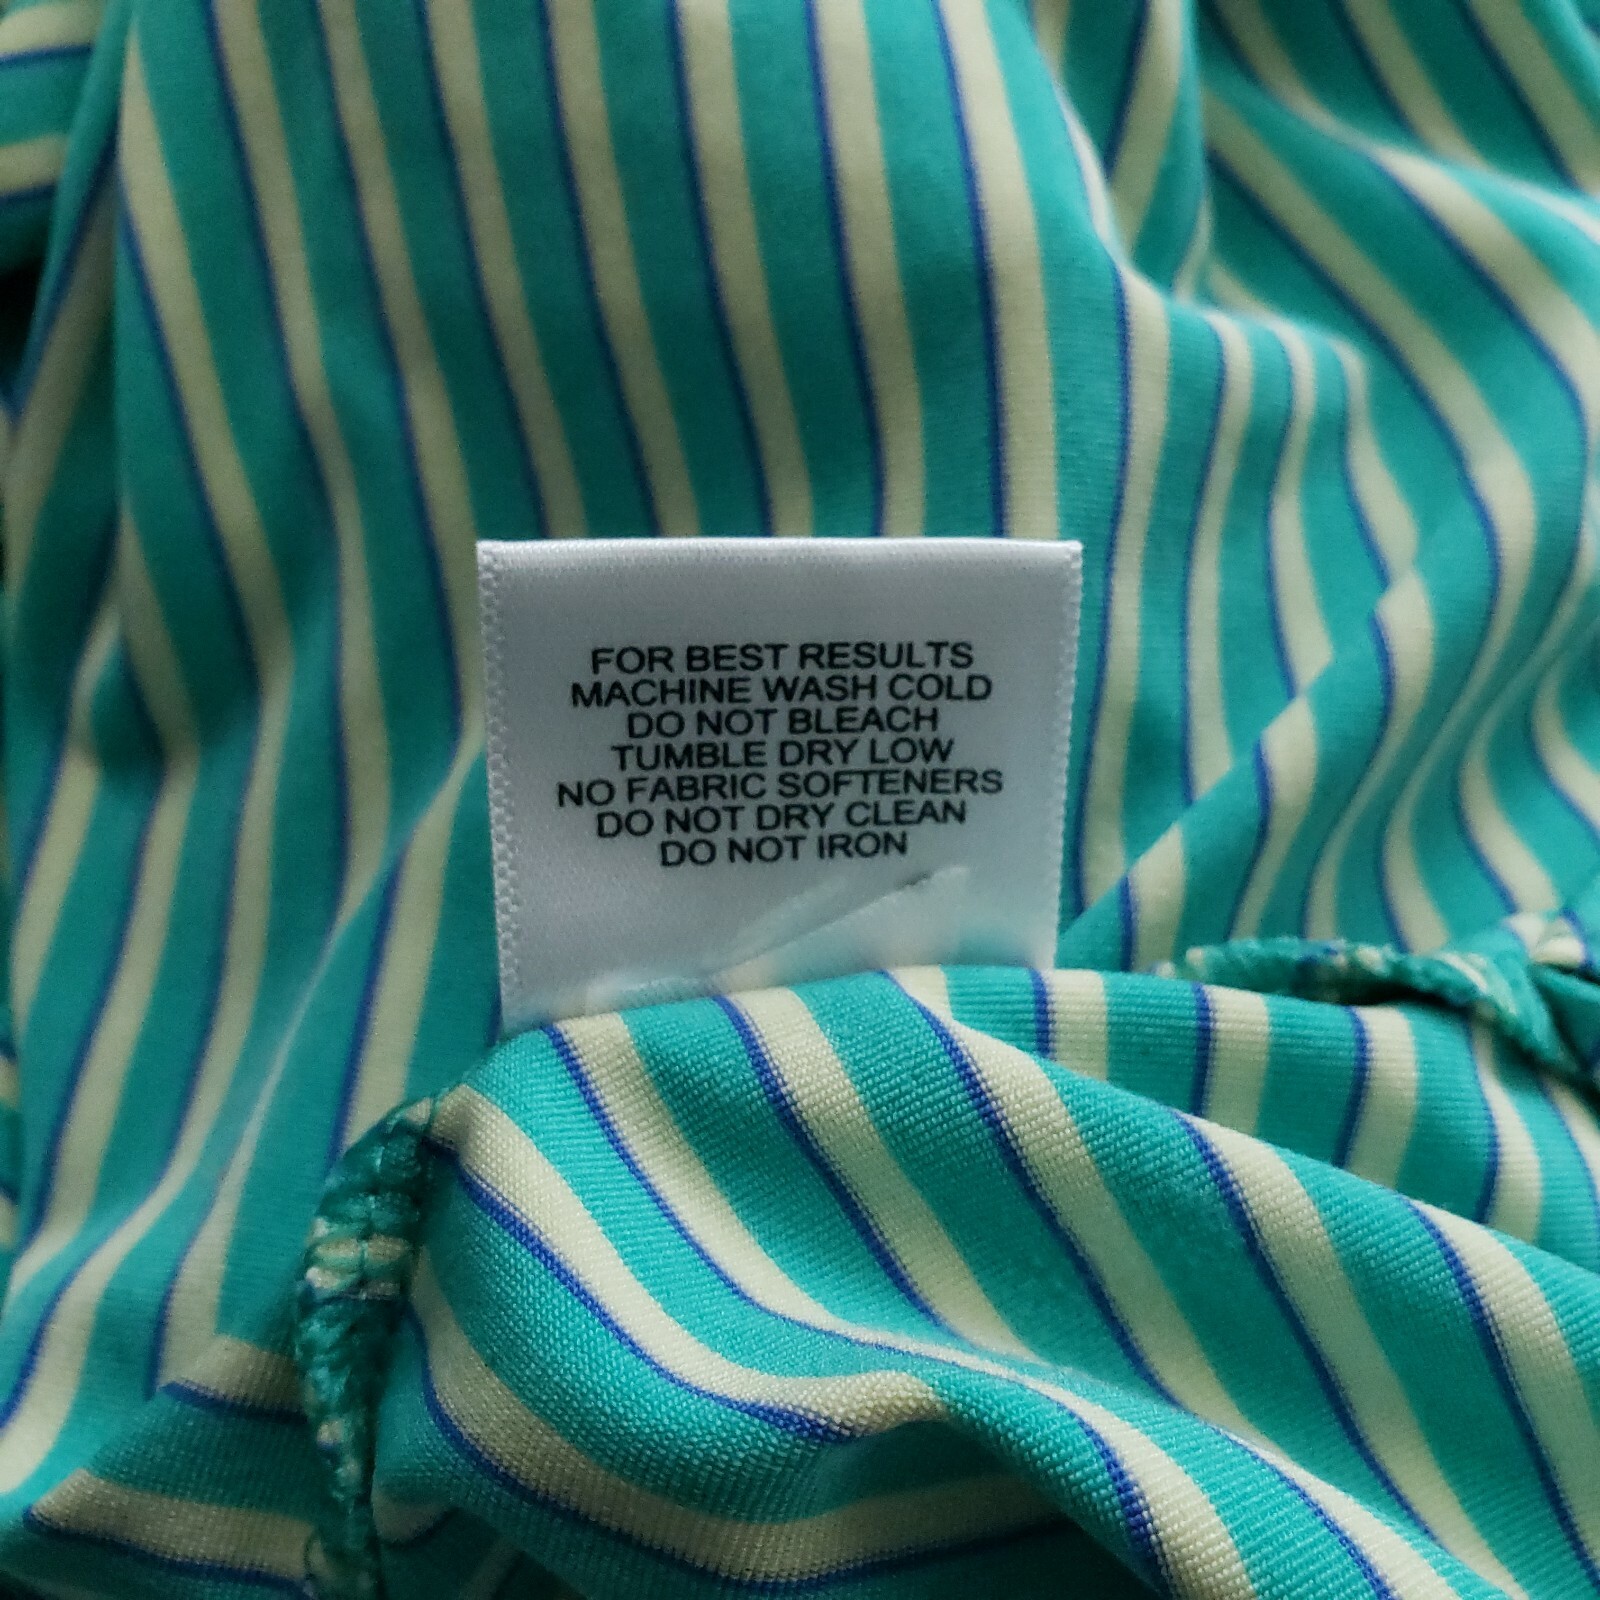 FOR BEST RESULTS
MACHINE WASH COLD
DO NOT BLEACH
TUMBLE DRY LOW
NO FABRIC SOFTENERS
DO NOT DRY CLEAN
DO NOT IRON